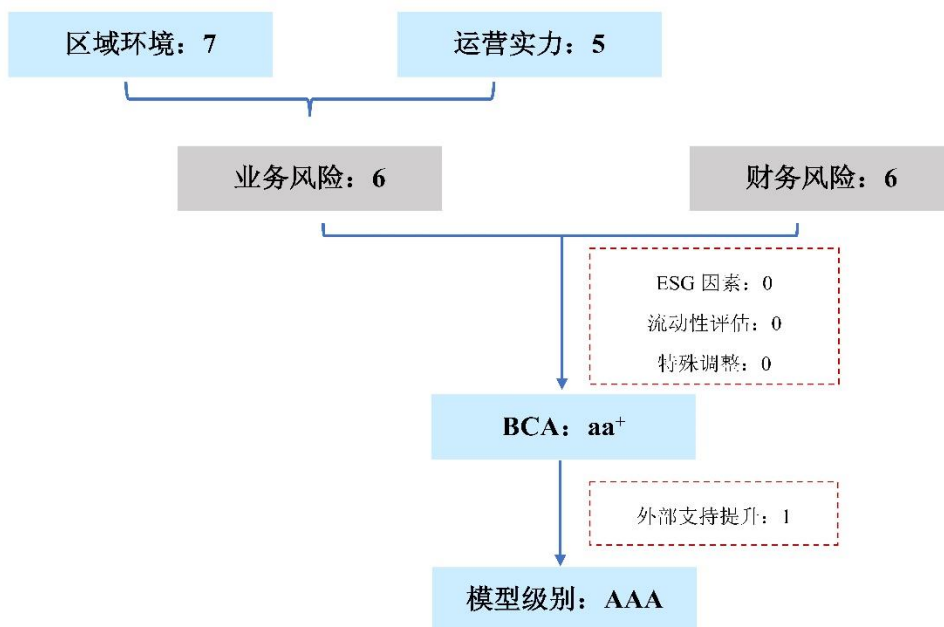 区域环境：7
运营实力：5
业务风险：6
财务风险：6
ESG 因素：0
流动性评估：0
特殊调整：0
BCA：aa⁺
外部支持提升：1
模型级别：AAA